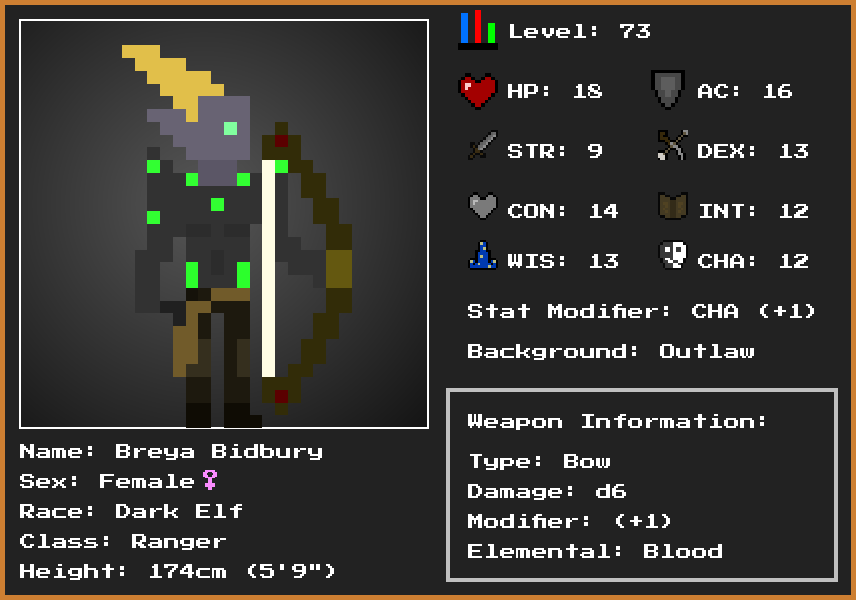 Level: 73
HP: 18
AC: 16
STR: 9
DEX: 13
CON: 14
INT: 12
WIS: 13
CHA: 12
Stat Modifier: CHA (+1)
Background: Outlaw
Weapon Information:
Type: Bow
Damage: d6
Modifier: (+1)
Elemental: Blood
Name: Breya Bidbury
Sex: Female♀
Race: Dark Elf
Class: Ranger
Height: 174cm (5'9")